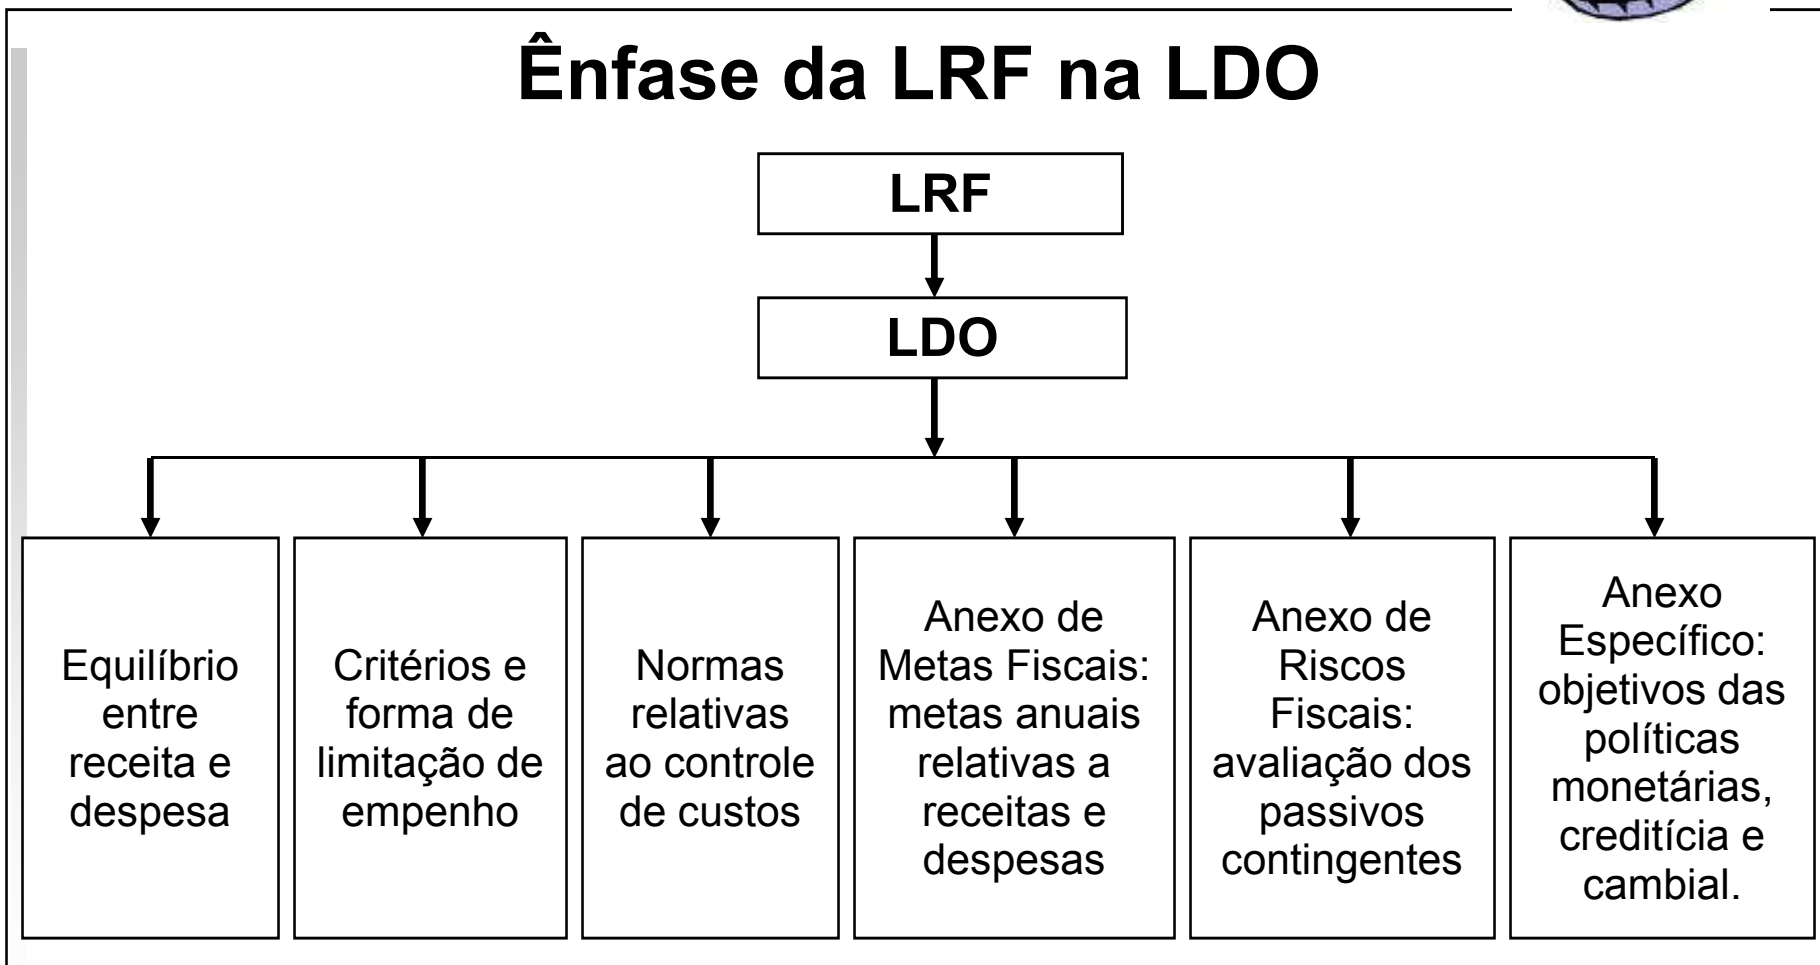 Ênfase da LRF na LDO
LRF
LDO
Equilíbrio
entre
receita e
despesa
Critérios e
forma de
limitação de
empenho
Normas
relativas
ao controle
de custos
Anexo de
Metas Fiscais:
metas anuais
relativas a
receitas e
despesas
Anexo de
Riscos
Fiscais:
avaliação dos
passivos
contingentes
Anexo
Específico:
objetivos das
políticas
monetárias,
creditícia e
cambial.